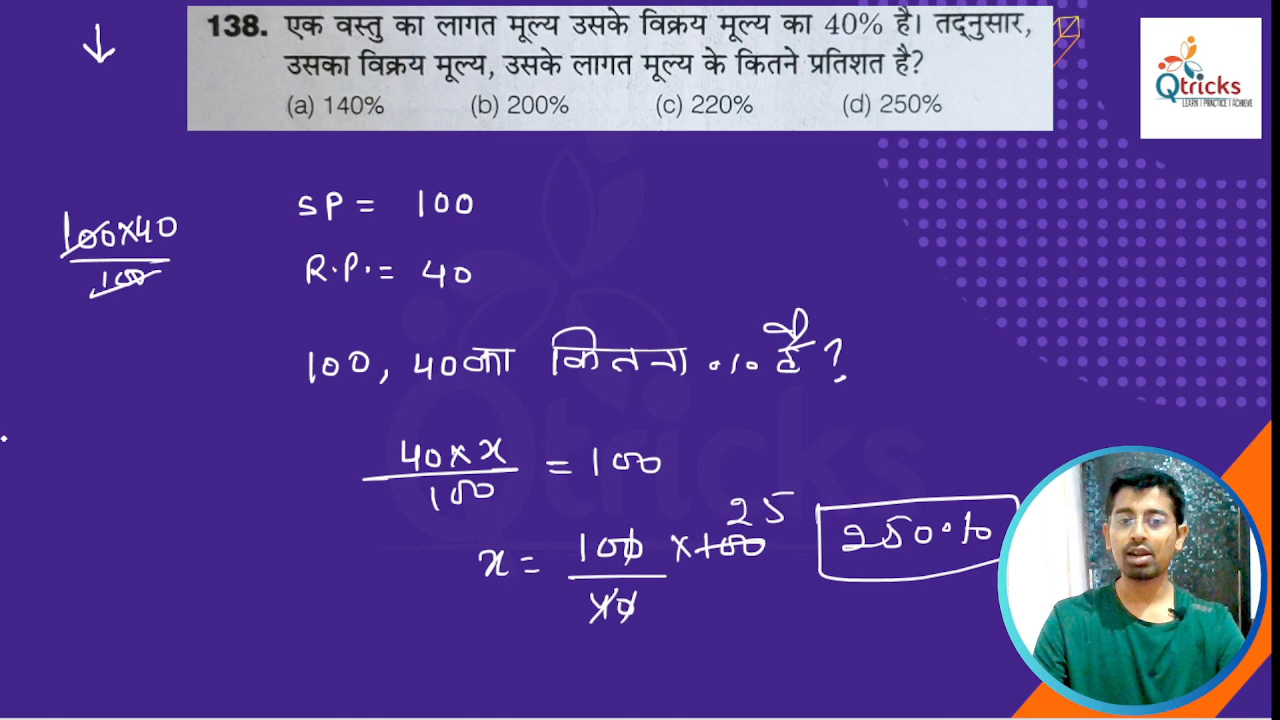 138. एक वस्तु का लागत मूल्य उसके विक्रय मूल्य का 40% है। तद्नुसार,
उसका विक्रय मूल्य, उसके लागत मूल्य के कितने प्रतिशत है?
(a) 140% (b) 200% (c) 220% (d) 250%
Qtricks
LEARN | PRACTICE | ACHIEVE
100×40
100
SP = 100
R.P. = 40
100, 40 का कितना % है ?
40 × x
100
= 100
25
x = 100 × 100
40
250%
Qtricks